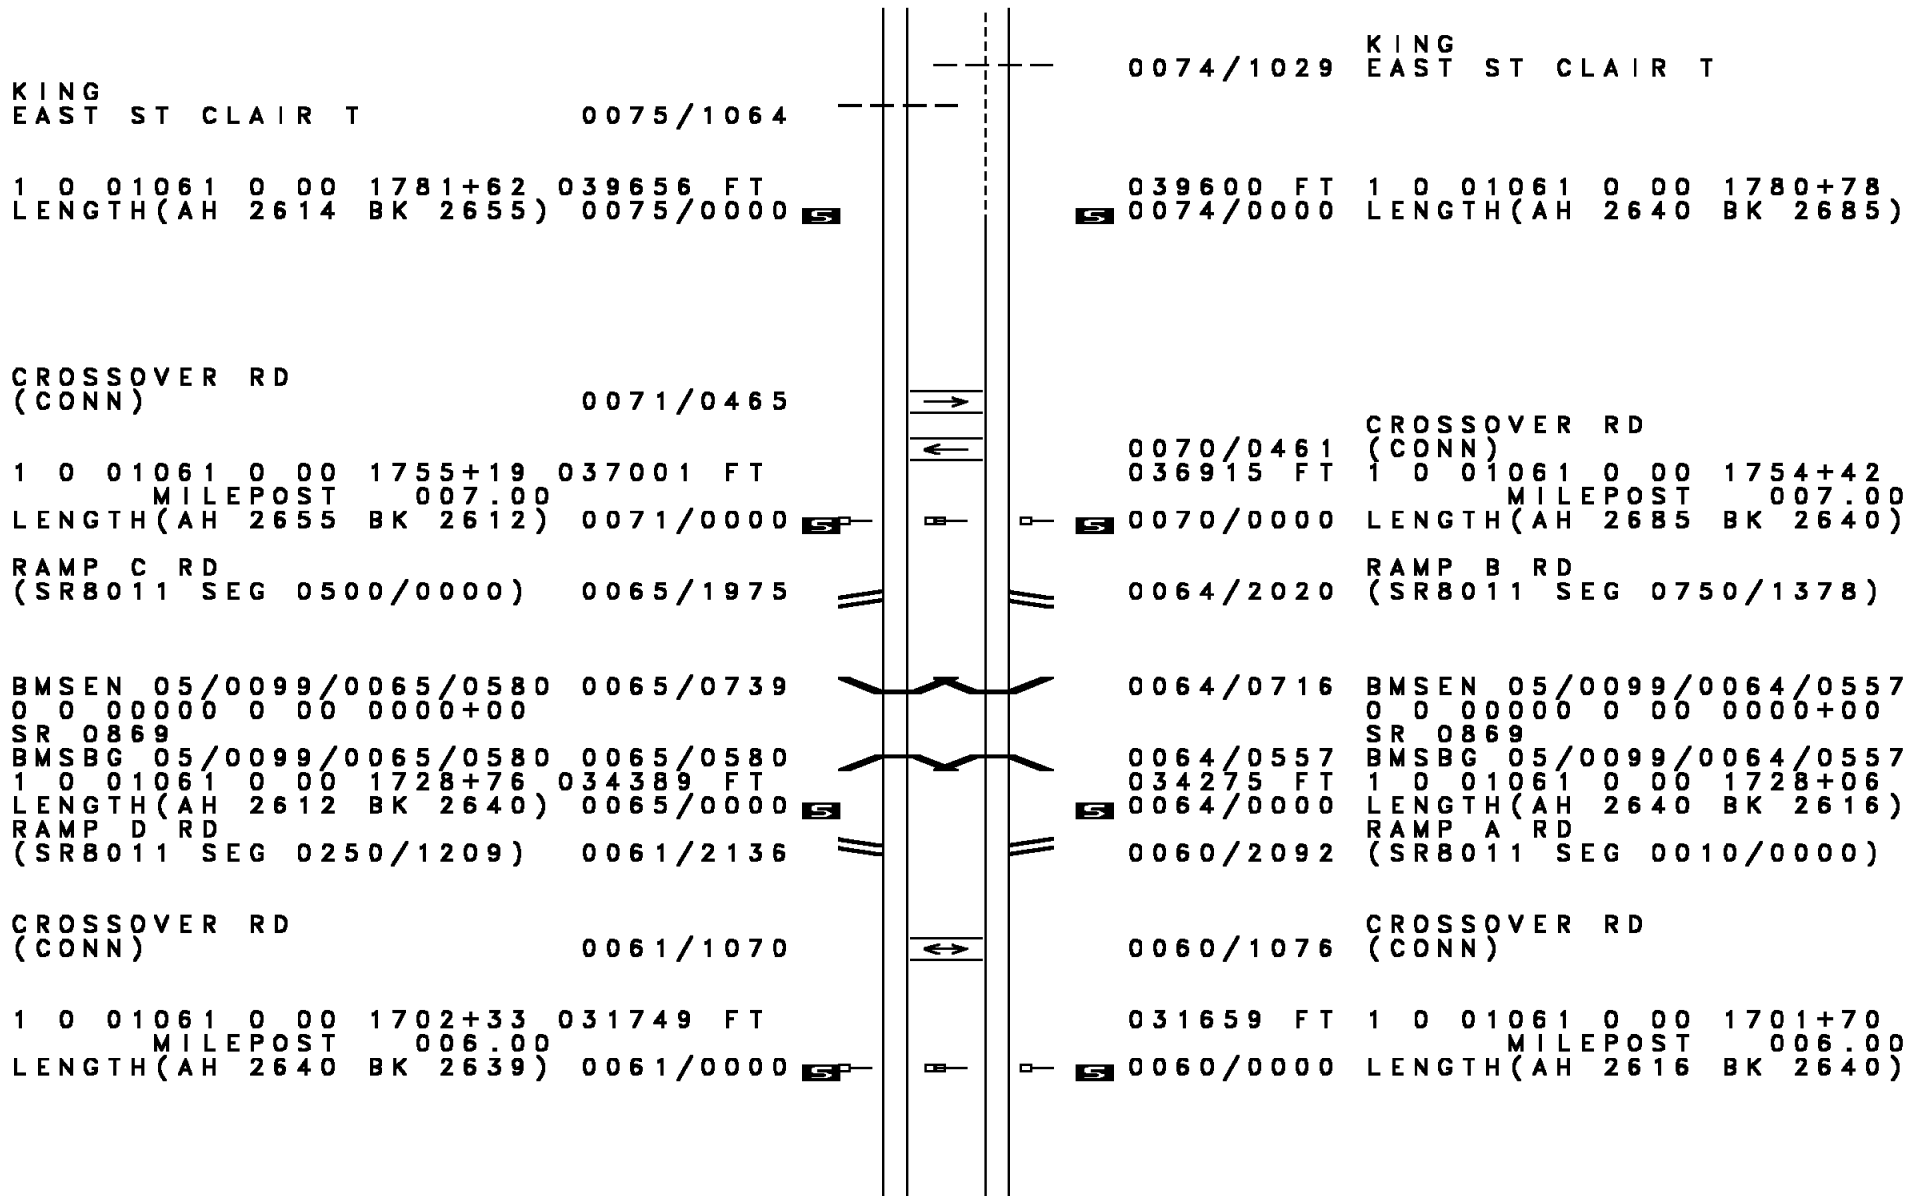 KING
EAST ST CLAIR T 0075/1064
1 0 01061 0 00 1781+62 039656 FT
LENGTH(AH 2614 BK 2655) 0075/0000 S
CROSSOVER RD
(CONN) 0071/0465
1 0 01061 0 00 1755+19 037001 FT
MILEPOST 007.00
LENGTH(AH 2655 BK 2612) 0071/0000 S
RAMP C RD
(SR8011 SEG 0500/0000) 0065/1975
BMSEN 05/0099/0065/0580 0065/0739
0 0 00000 0 00 0000+00
SR 0869
BMSBG 05/0099/0065/0580 0065/0580
1 0 01061 0 00 1728+76 034389 FT
LENGTH(AH 2612 BK 2640) 0065/0000 S
RAMP D RD
(SR8011 SEG 0250/1209) 0061/2136
CROSSOVER RD
(CONN) 0061/1070
1 0 01061 0 00 1702+33 031749 FT
MILEPOST 006.00
LENGTH(AH 2640 BK 2639) 0061/0000 S
KING
0074/1029 EAST ST CLAIR T
039600 FT 1 0 01061 0 00 1780+78
S 0074/0000 LENGTH(AH 2640 BK 2685)
CROSSOVER RD
0070/0461 (CONN)
036915 FT 1 0 01061 0 00 1754+42
MILEPOST 007.00
S 0070/0000 LENGTH(AH 2685 BK 2640)
RAMP B RD
0064/2020 (SR8011 SEG 0750/1378)
0064/0716 BMSEN 05/0099/0064/0557
0 0 00000 0 00 0000+00
SR 0869
0064/0557 BMSBG 05/0099/0064/0557
034275 FT 1 0 01061 0 00 1728+06
S 0064/0000 LENGTH(AH 2640 BK 2616)
RAMP A RD
0060/2092 (SR8011 SEG 0010/0000)
CROSSOVER RD
0060/1076 (CONN)
031659 FT 1 0 01061 0 00 1701+70
MILEPOST 006.00
S 0060/0000 LENGTH(AH 2616 BK 2640)